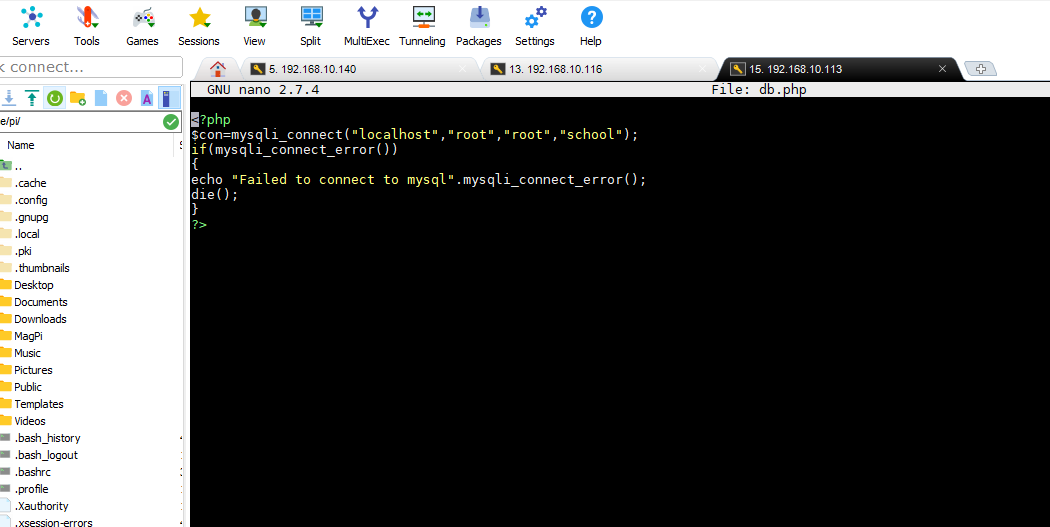 Servers Tools Games Sessions View Split MultiExec Tunneling Packages Settings Help
connect...
5. 192.168.10.140 13. 192.168.10.116 15. 192.168.10.113
GNU nano 2.7.4 File: db.php
e/pi/
Name
..
.cache
.config
.gnupg
.local
.pki
.thumbnails
Desktop
Documents
Downloads
MagPi
Music
Pictures
Public
Templates
Videos
.bash_history
.bash_logout
.bashrc
.profile
.Xauthority
.xsession-errors
<?php
$con=mysqli_connect("localhost","root","root","school");
if(mysqli_connect_error())
{
echo "Failed to connect to mysql".mysqli_connect_error();
die();
}
?>